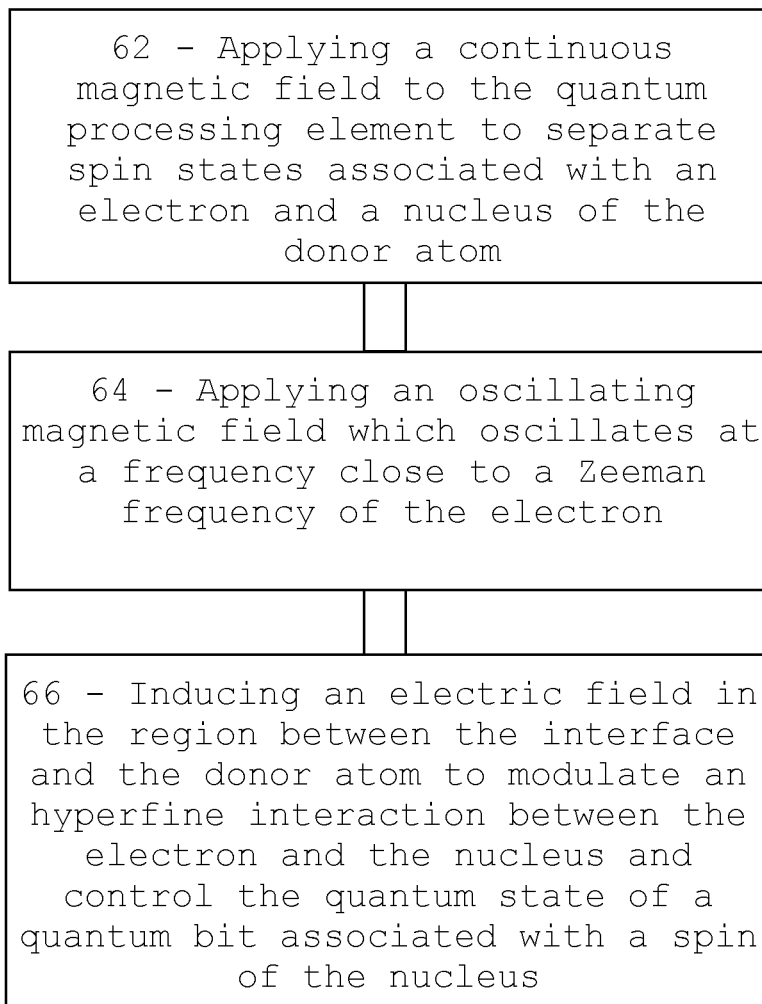 62 - Applying a continuous
magnetic field to the quantum
processing element to separate
spin states associated with an
electron and a nucleus of the
donor atom
64 - Applying an oscillating
magnetic field which oscillates at
a frequency close to a Zeeman
frequency of the electron
66 - Inducing an electric field in
the region between the interface
and the donor atom to modulate an
hyperfine interaction between the
electron and the nucleus and
control the quantum state of a
quantum bit associated with a spin
of the nucleus